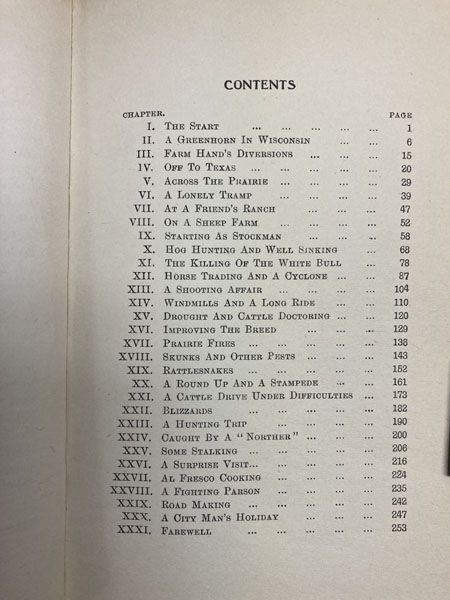 CONTENTS
CHAPTER. PAGE
I. THE START ... ... ... ... ... 1
II. A GREENHORN IN WISCONSIN ... ... 6
III. FARM HAND'S DIVERSIONS ... ... ... 15
IV. OFF TO TEXAS ... ... ... ... ... 20
V. ACROSS THE PRAIRIE ... ... ... ... 29
VI. A LONELY TRAMP ... ... ... ... 39
VII. AT A FRIEND'S RANCH ... ... ... 47
VIII. ON A SHEEP FARM ... ... ... ... 52
IX. STARTING AS STOCKMAN ... ... ... 58
X. HOG HUNTING AND WELL SINKING ... 68
XI. THE KILLING OF THE WHITE BULL ... 78
XII. HORSE TRADING AND A CYCLONE ... ... 87
XIII. A SHOOTING AFFAIR ... ... ... ... 104
XIV. WINDMILLS AND A LONG RIDE ... ... 110
XV. DROUGHT AND CATTLE DOCTORING ... ... 120
XVI. IMPROVING THE BREED ... ... ... 129
XVII. PRAIRIE FIRES ... ... ... ... ... 138
XVIII. SKUNKS AND OTHER PESTS ... ... ... 143
XIX. RATTLESNAKES ... ... ... ... ... 152
XX. A ROUND UP AND A STAMPEDE ... ... 161
XXI. A CATTLE DRIVE UNDER DIFFICULTIES ... 173
XXII. BLIZZARDS ... ... ... ... ... 182
XXIII. A HUNTING TRIP ... ... ... ... 190
XXIV. CAUGHT BY A "NORTHER" ... ... ... 200
XXV. SOME STALKING ... ... ... ... ... 206
XXVI. A SURPRISE VISIT... ... ... ... ... 216
XXVII. AL FRESCO COOKING ... ... ... ... 224
XXVIII. A FIGHTING PARSON ... ... ... ... 235
XXIX. ROAD MAKING ... ... ... ... ... 242
XXX. A CITY MAN'S HOLIDAY ... ... ... 247
XXXI. FAREWELL ... ... ... ... ... 253